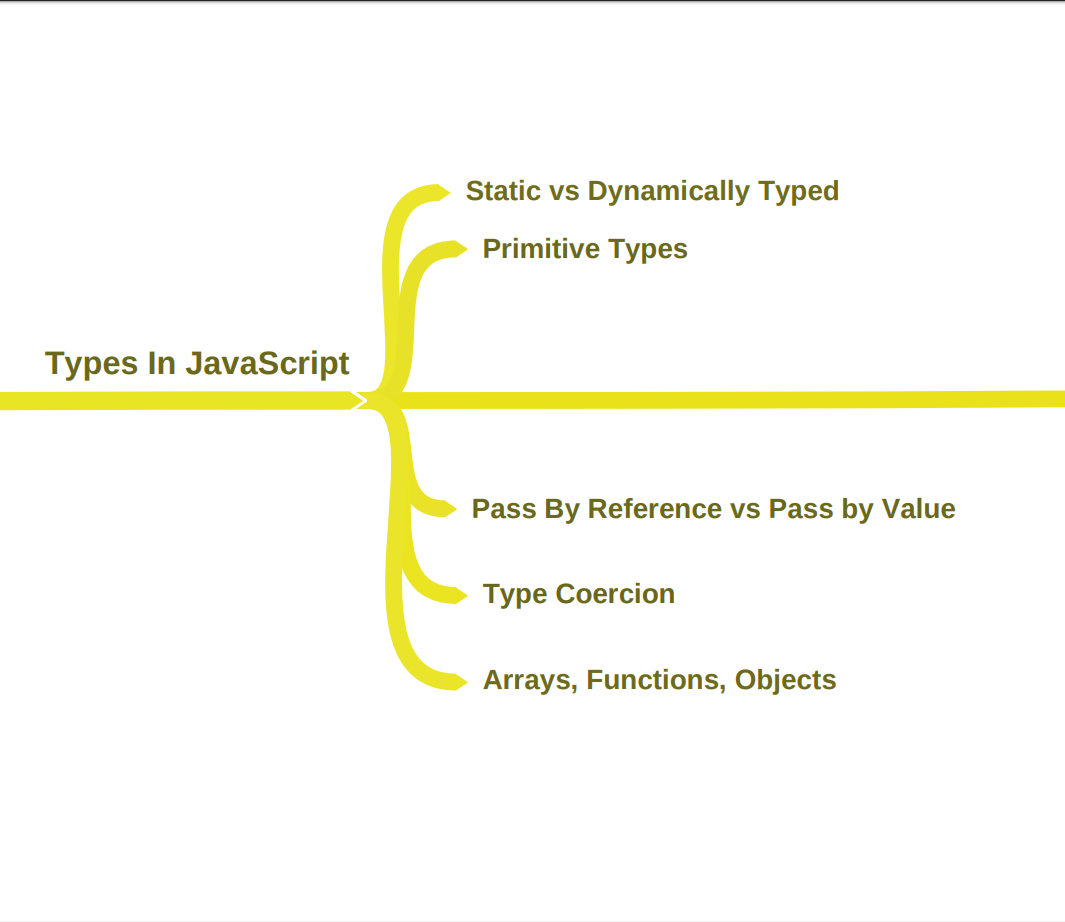 Static vs Dynamically Typed
Primitive Types
Types In JavaScript
Pass By Reference vs Pass by Value
Type Coercion
Arrays, Functions, Objects